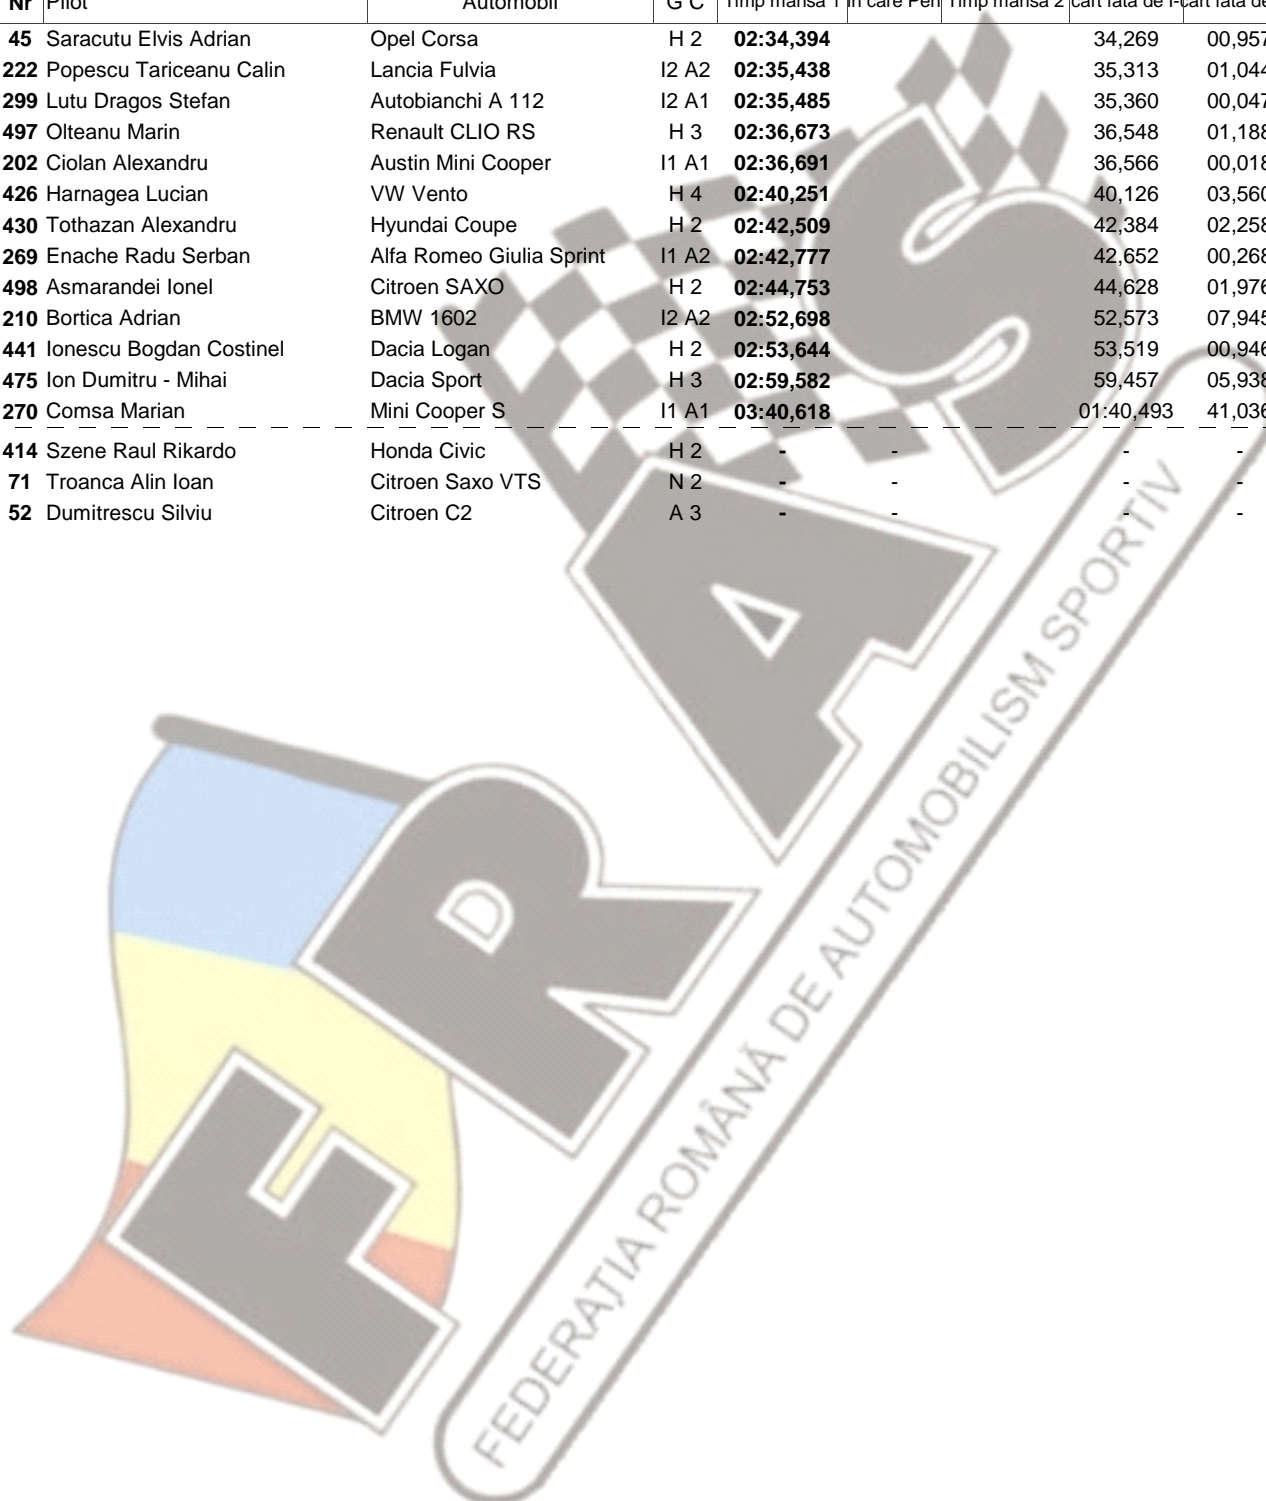 Nr Pilot Automobil G C Timp mansa 1 in care Pen Timp mansa 2 cart fata de I- cart fata de
45 Saracutu Elvis Adrian Opel Corsa H 2 02:34,394 34,269 00,957
222 Popescu Tariceanu Calin Lancia Fulvia I2 A2 02:35,438 35,313 01,044
299 Lutu Dragos Stefan Autobianchi A 112 I2 A1 02:35,485 35,360 00,047
497 Olteanu Marin Renault CLIO RS H 3 02:36,673 36,548 01,188
202 Ciolan Alexandru Austin Mini Cooper I1 A1 02:36,691 36,566 00,018
426 Harnagea Lucian VW Vento H 4 02:40,251 40,126 03,560
430 Tothazan Alexandru Hyundai Coupe H 2 02:42,509 42,384 02,258
269 Enache Radu Serban Alfa Romeo Giulia Sprint I1 A2 02:42,777 42,652 00,268
498 Asmarandei Ionel Citroen SAXO H 2 02:44,753 44,628 01,976
210 Bortica Adrian BMW 1602 I2 A2 02:52,698 52,573 07,945
441 Ionescu Bogdan Costinel Dacia Logan H 2 02:53,644 53,519 00,946
475 Ion Dumitru - Mihai Dacia Sport H 3 02:59,582 59,457 05,938
270 Comsa Marian Mini Cooper S I1 A1 03:40,618 01:40,493 41,036
414 Szene Raul Rikardo Honda Civic H 2 - - - -
71 Troanca Alin Ioan Citroen Saxo VTS N 2 - - - -
52 Dumitrescu Silviu Citroen C2 A 3 - - - -
FRAS
FEDERAŢIA ROMÂNĂ DE AUTOMOBILISM SPORTIV